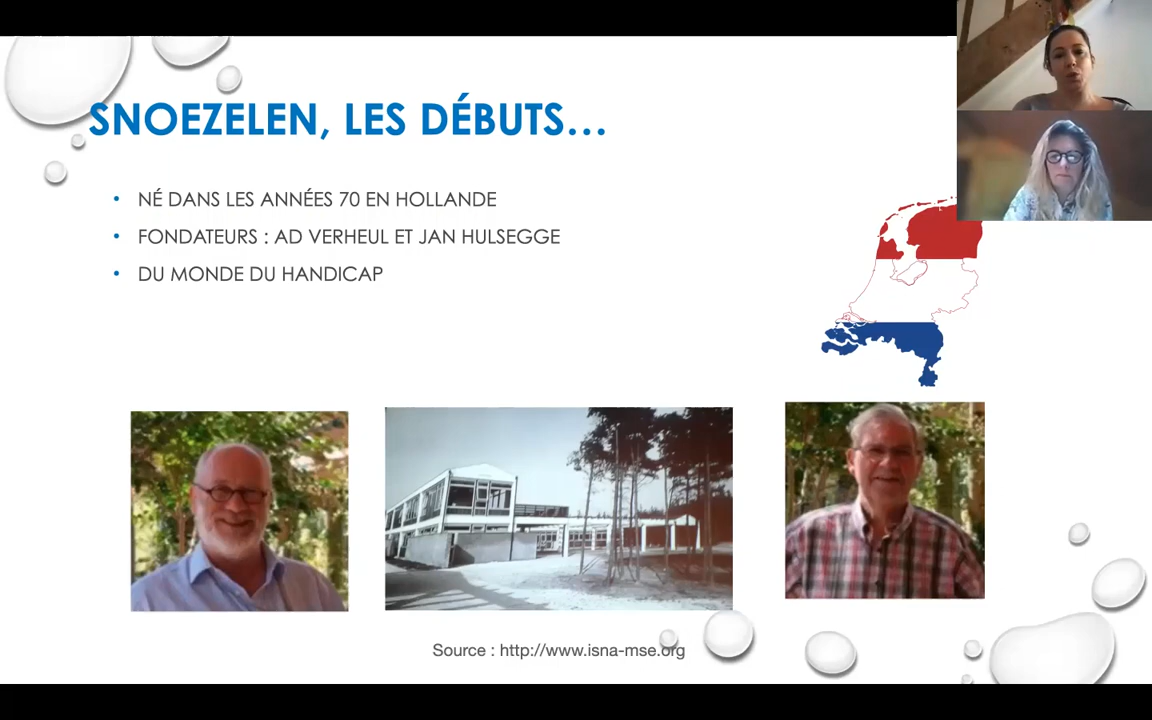 SNOEZELEN, LES DÉBUTS…
• NÉ DANS LES ANNÉES 70 EN HOLLANDE
• FONDATEURS : AD VERHEUL ET JAN HULSEGGE
• DU MONDE DU HANDICAP
Source : http://www.isna-mse.org